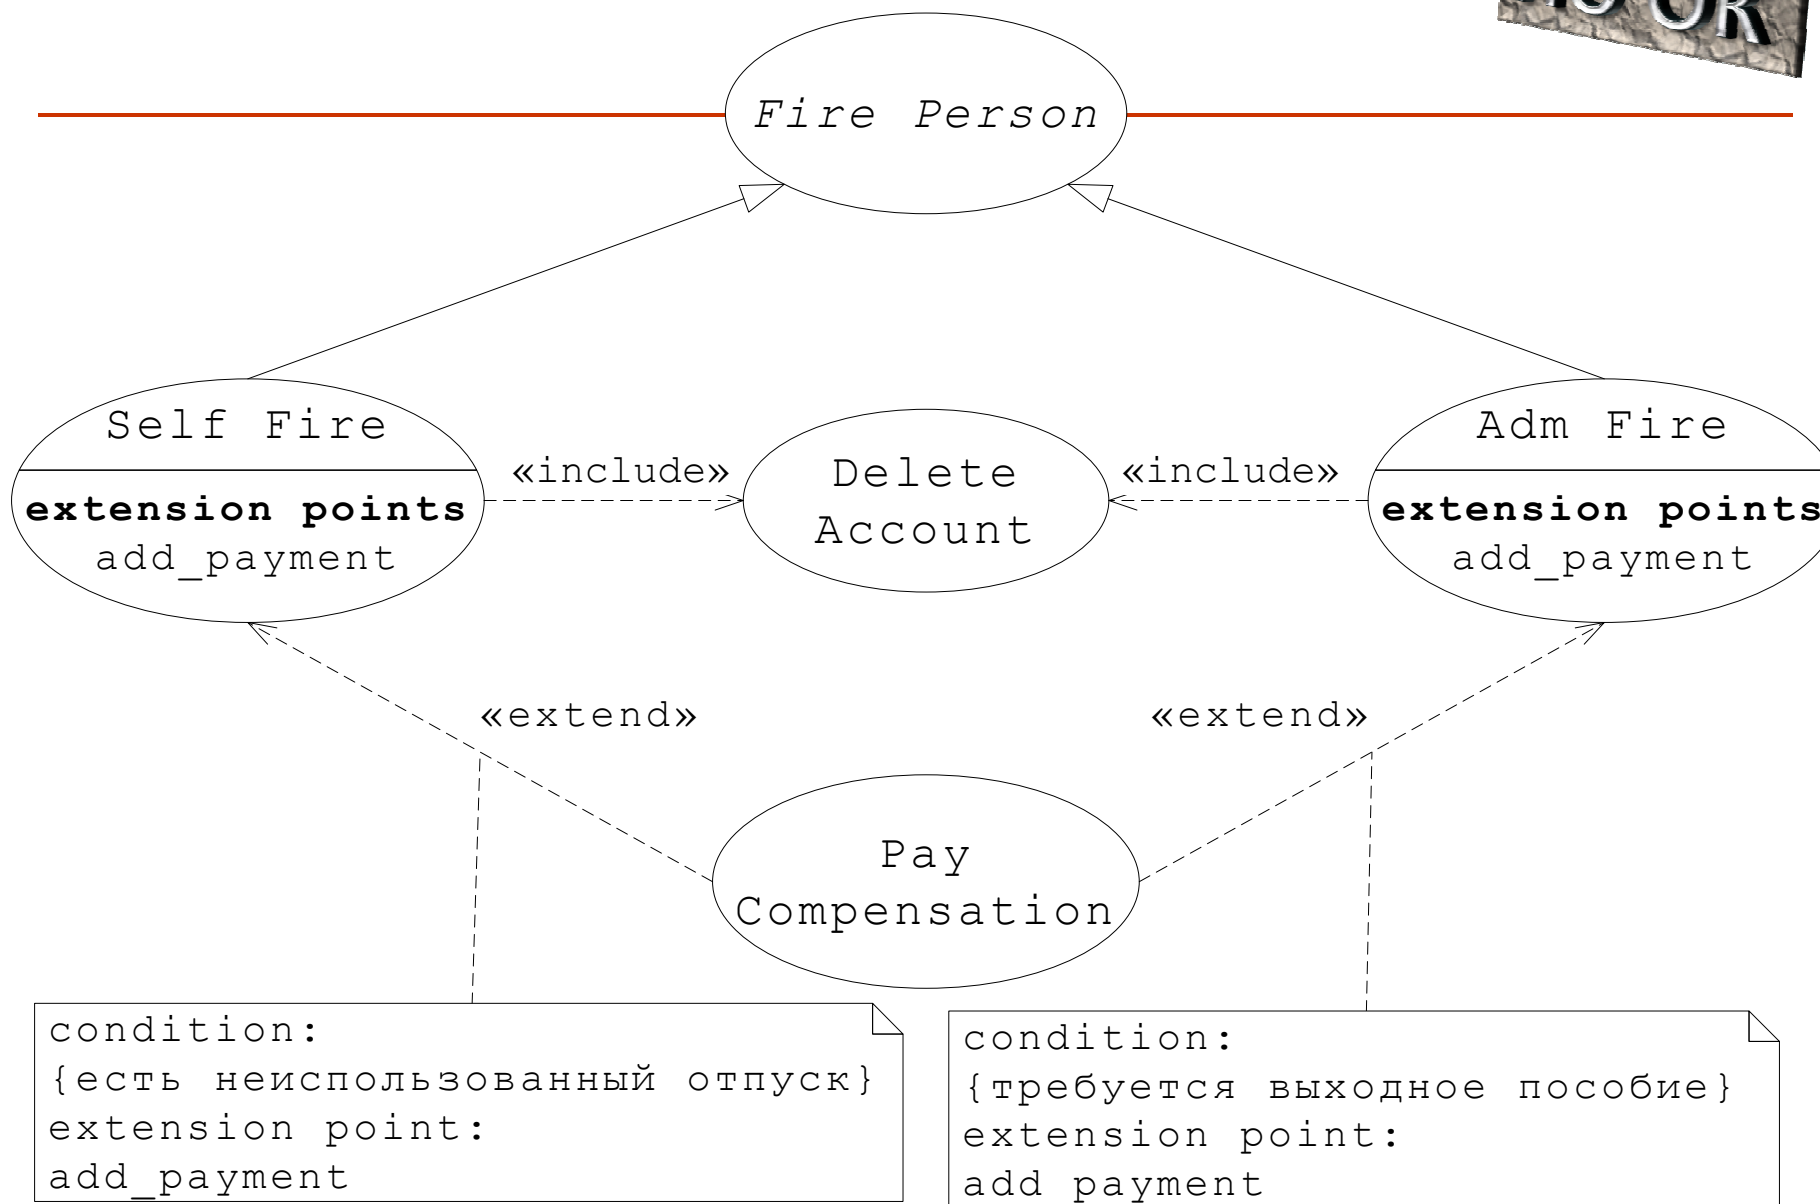 OK
Fire Person
Self Fire
extension points
add_payment
«include»
Delete
Account
«include»
Adm Fire
extension points
add_payment
«extend»
«extend»
Pay
Compensation
condition:
{есть неиспользованный отпуск}
extension point:
add_payment
condition:
{требуется выходное пособие}
extension point:
add payment